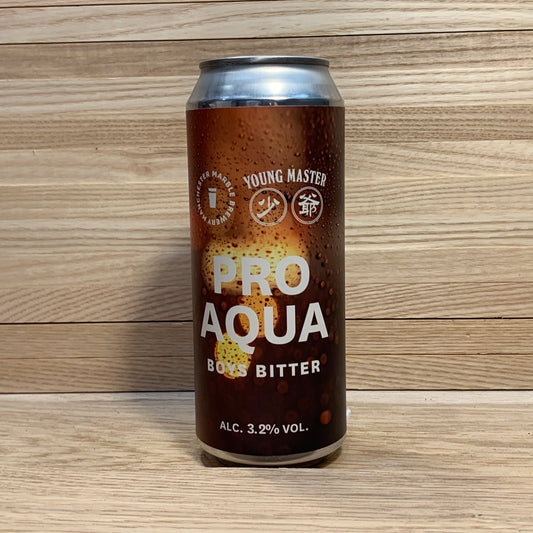 MANCHESTER MARBLE BREWERY
YOUNG MASTER
少爺
PRO
AQUA
BOYS BITTER
ALC. 3.2% VOL.